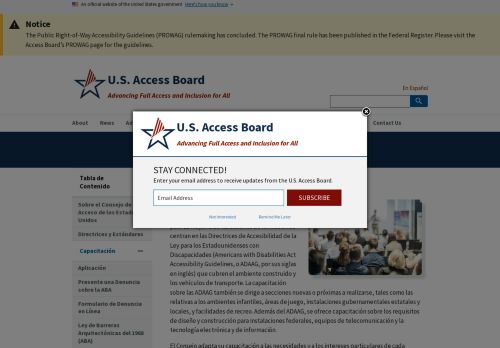 An official website of the United States government Here's how you know
Notice
The Public Right-of-Way Accessibility Guidelines (PROWAG) rulemaking has concluded. The PROWAG final rule has been published in the Federal Register. Please visit the
Access Board's PROWAG page for the guidelines.
U.S. Access Board
Advancing Full Access and Inclusion for All
En Español
About News Ad
Contact Us
U.S. Access Board
Advancing Full Access and Inclusion for All
STAY CONNECTED!
Enter your email address to receive updates from the U.S. Access Board.
Email Address
SUBSCRIBE
Not Interested Remind Me Later
Tabla de
Contenido
Sobre el Consejo de
Acceso de los Estad
Unidos
Directrices y Estándares
Capacitación
Aplicación
Presente una Denuncia
sobre la ABA
Formulario de Denuncia
en Línea
Ley de Barreras
Arquitectónicas del 1968
(ABA)
centran en las Directrices de Accesibilidad de la
Ley para los Estadounidenses con
Discapacidades (Americans with Disabilities Act
Accessibility Guidelines, o ADAAG, por sus siglas
en inglés) que cubren el ambiente construido y
los vehículos de transporte. La capacitación
sobre las ADAAG también se dirige a secciones nuevas o próximas a realizarse, tales como las
relativas a los ambientes infantiles, áreas de juego, instalaciones gubernamentales estatales y
locales, y facilidades de recreo. Además del ADAAG, se ofrece capacitación sobre los requisitos
de diseño y construcción para instalaciones federales, equipos de telecomunicación y la
tecnología electrónica y de información.
El Consejo adapta su capacitación a las necesidades y los intereses particulares de cada